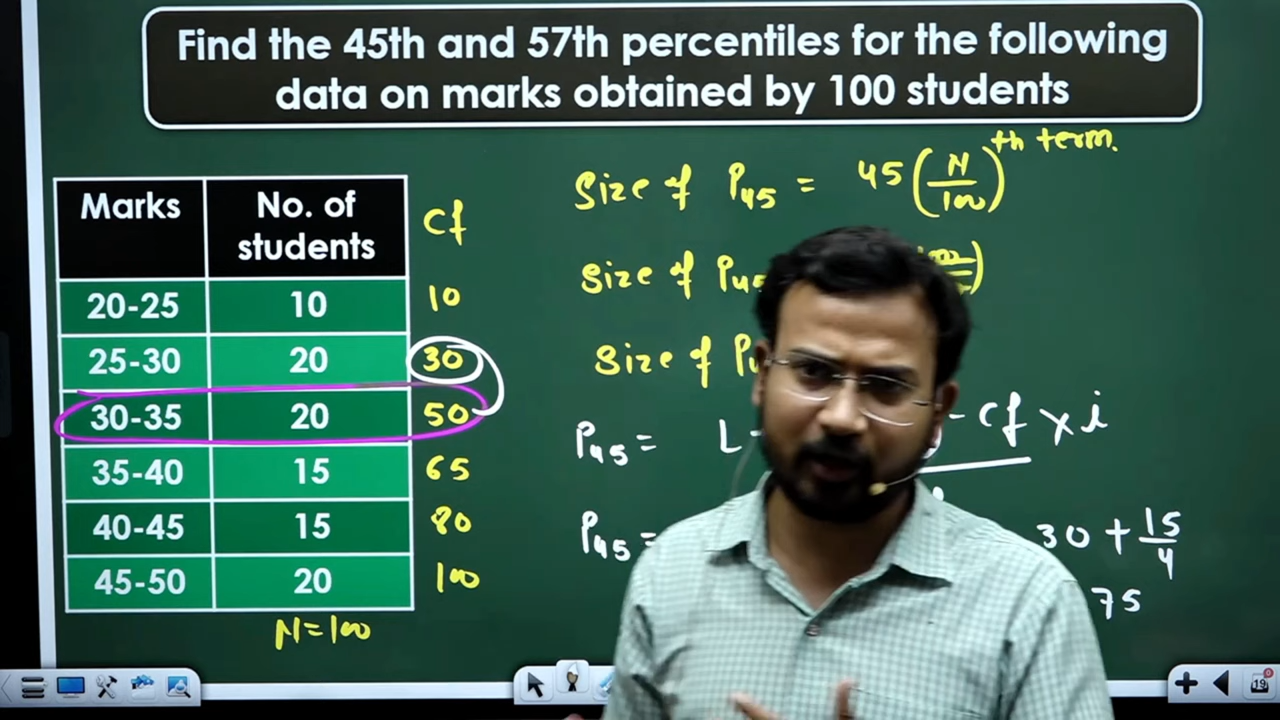 Find the 45th and 57th percentiles for the following
data on marks obtained by 100 students
Marks No. of students Cf
20-25 10 10
25-30 20 30
30-35 20 50
35-40 15 65
40-45 15 80
45-50 20 100
N=100
Size of P45 = 45(N/100)th term.
Size of P45
Size of
P45 = L - Cf × i
P45= 30 + 15/4
75
19